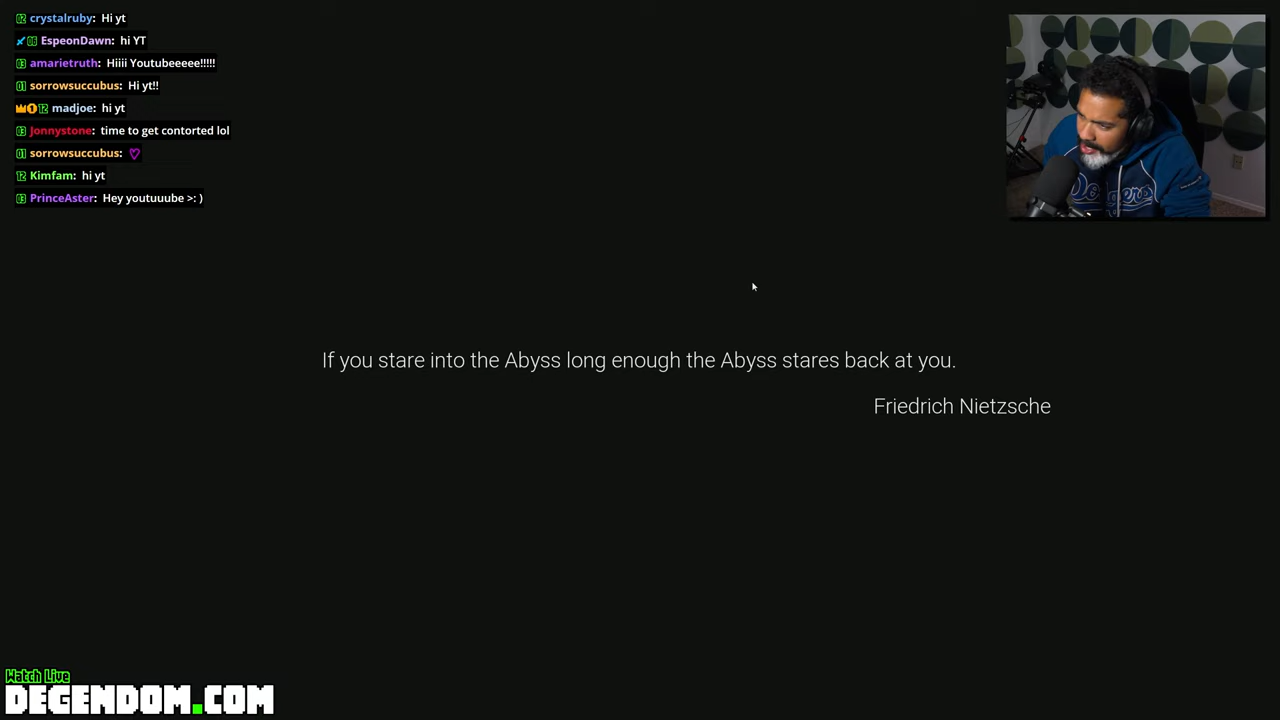 crystalruby: Hi yt
EspeonDawn: hi YT
amarietruth: Hiiii Youtubeeeee!!!!!
sorrowsuccubus: Hi yt!!
madjoe: hi yt
Jonnystone: time to get contorted lol
sorrowsuccubus:
Kimfam: hi yt
PrinceAster: Hey youtuuube >: )
If you stare into the Abyss long enough the Abyss stares back at you.
Friedrich Nietzsche
Watch Live
DEGENDOM.COM